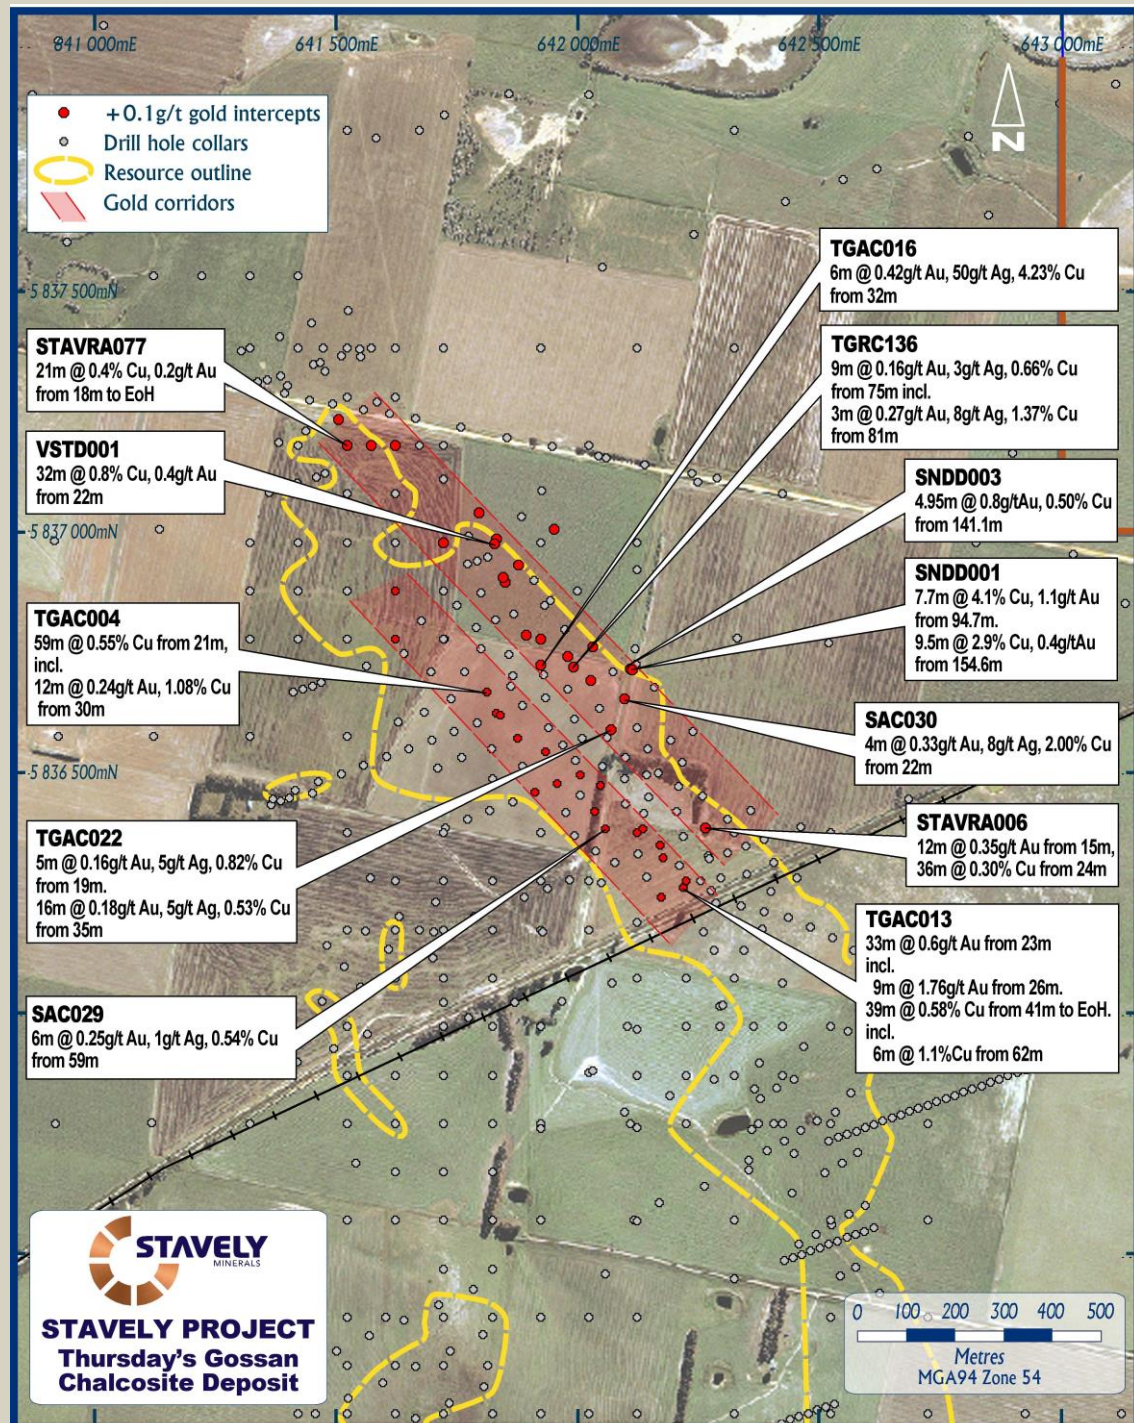 841 000mE
641 500mE
642 000mE
642 500mE
643 000mE
+0.1g/t gold intercepts
Drill hole collars
Resource outline
Gold corridors
N
5 837 500mN
5 837 000mN
5 836 500mN
TGAC016
6m @ 0.42g/t Au, 50g/t Ag, 4.23% Cu
from 32m
TGRC136
9m @ 0.16g/t Au, 3g/t Ag, 0.66% Cu
from 75m incl.
3m @ 0.27g/t Au, 8g/t Ag, 1.37% Cu
from 81m
STAVRA077
21m @ 0.4% Cu, 0.2g/t Au
from 18m to EoH
VSTD001
32m @ 0.8% Cu, 0.4g/t Au
from 22m
SNDD003
4.95m @ 0.8g/tAu, 0.50% Cu
from 141.1m
SNDD001
7.7m @ 4.1% Cu, 1.1g/t Au
from 94.7m.
9.5m @ 2.9% Cu, 0.4g/tAu
from 154.6m
TGAC004
59m @ 0.55% Cu from 21m,
incl.
12m @ 0.24g/t Au, 1.08% Cu
from 30m
SAC030
4m @ 0.33g/t Au, 8g/t Ag, 2.00% Cu
from 22m
TGAC022
5m @ 0.16g/t Au, 5g/t Ag, 0.82% Cu
from 19m.
16m @ 0.18g/t Au, 5g/t Ag, 0.53% Cu
from 35m
STAVRA006
12m @ 0.35g/t Au from 15m,
36m @ 0.30% Cu from 24m
TGAC013
33m @ 0.6g/t Au from 23m
incl.
9m @ 1.76g/t Au from 26m.
39m @ 0.58% Cu from 41m to EoH.
incl.
6m @ 1.1%Cu from 62m
SAC029
6m @ 0.25g/t Au, 1g/t Ag, 0.54% Cu
from 59m
STAVELY
MINERALS
STAVELY PROJECT
Thursday's Gossan
Chalcosite Deposit
0 100 200 300 400 500
Metres
MGA94 Zone 54